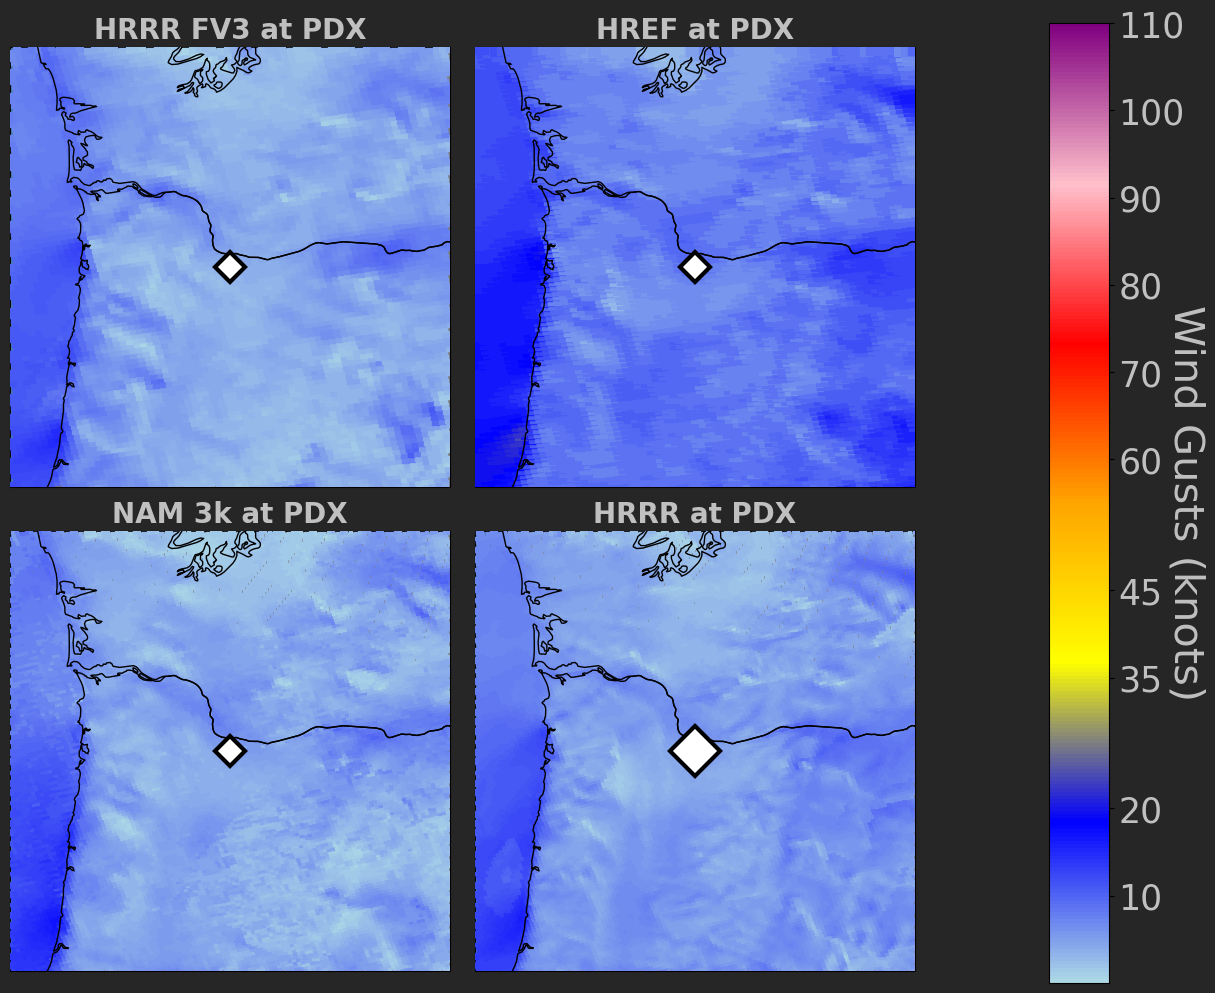 HRRR FV3 at PDX
HREF at PDX
NAM 3k at PDX
HRRR at PDX
110
100
90
80
70
60
45
35
20
10
Wind Gusts (knots)